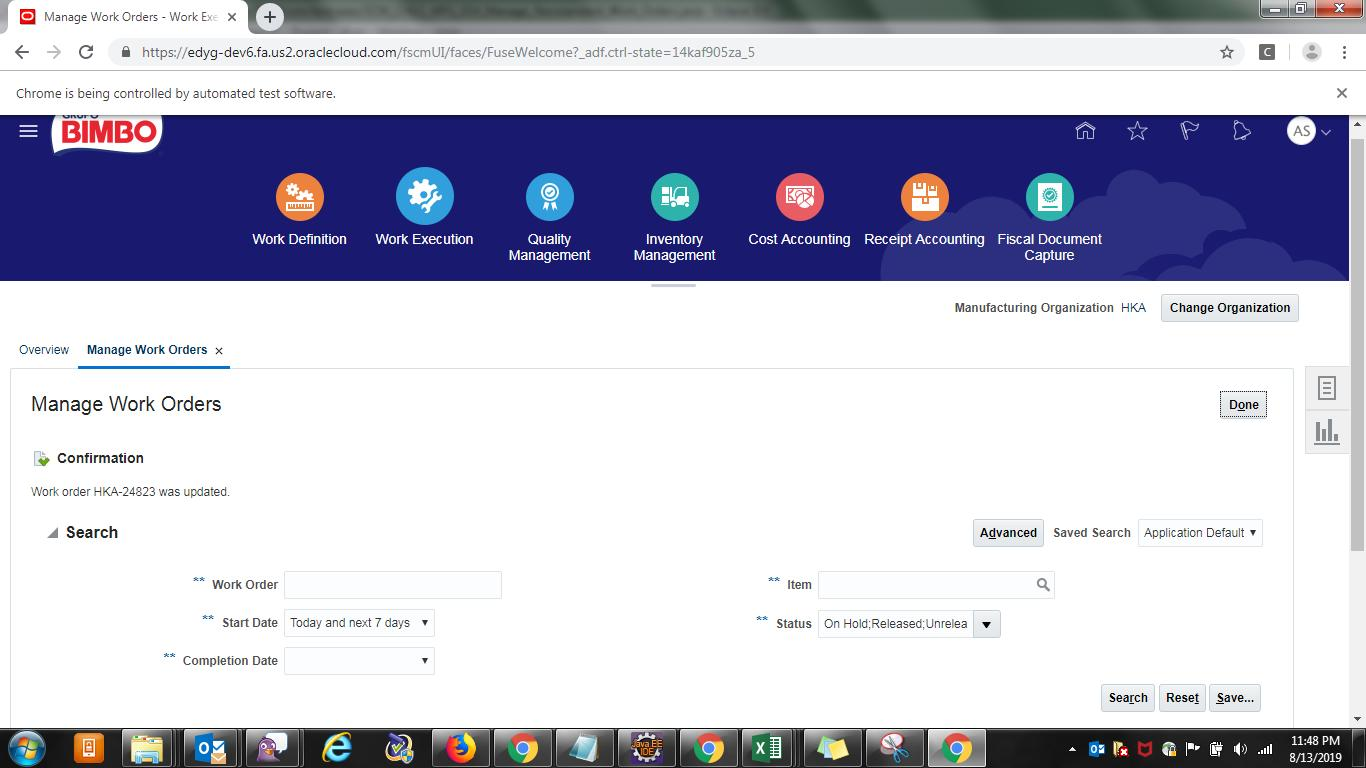 Manage Work Orders - Work Exe
https://edyg-dev6.fa.us2.oraclecloud.com/fscmUI/faces/FuseWelcome?_adf.ctrl-state=14kaf905za_5
C
Chrome is being controlled by automated test software.
GRUPO
BIMBO
AS
Work Definition
Work Execution
Quality
Management
Inventory
Management
Cost Accounting
Receipt Accounting
Fiscal Document
Capture
Manufacturing Organization HKA
Change Organization
Overview
Manage Work Orders
Manage Work Orders
Done
Confirmation
Work order HKA-24823 was updated.
Search
Advanced
Saved Search
Application Default
** Work Order
** Item
** Start Date
Today and next 7 days
** Status
On Hold;Released;Unrelea
** Completion Date
Search
Reset
Save...
Java EE
IDE
11:48 PM
8/13/2019